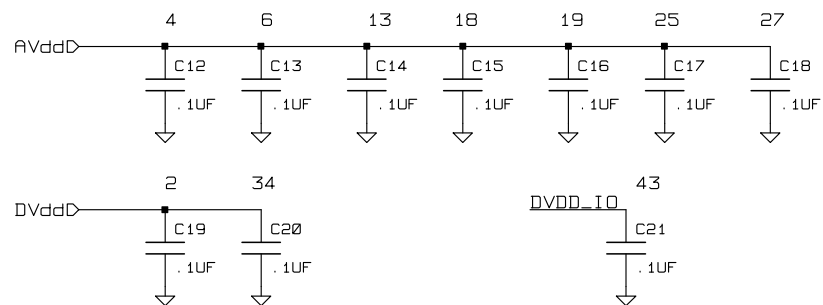 4 6 13 18 19 25 27
AVdd
C12 C13 C14 C15 C16 C17 C18
.1UF .1UF .1UF .1UF .1UF .1UF .1UF
2 34 43
DVdd DVDD_IO
C19 C20 C21
.1UF .1UF .1UF